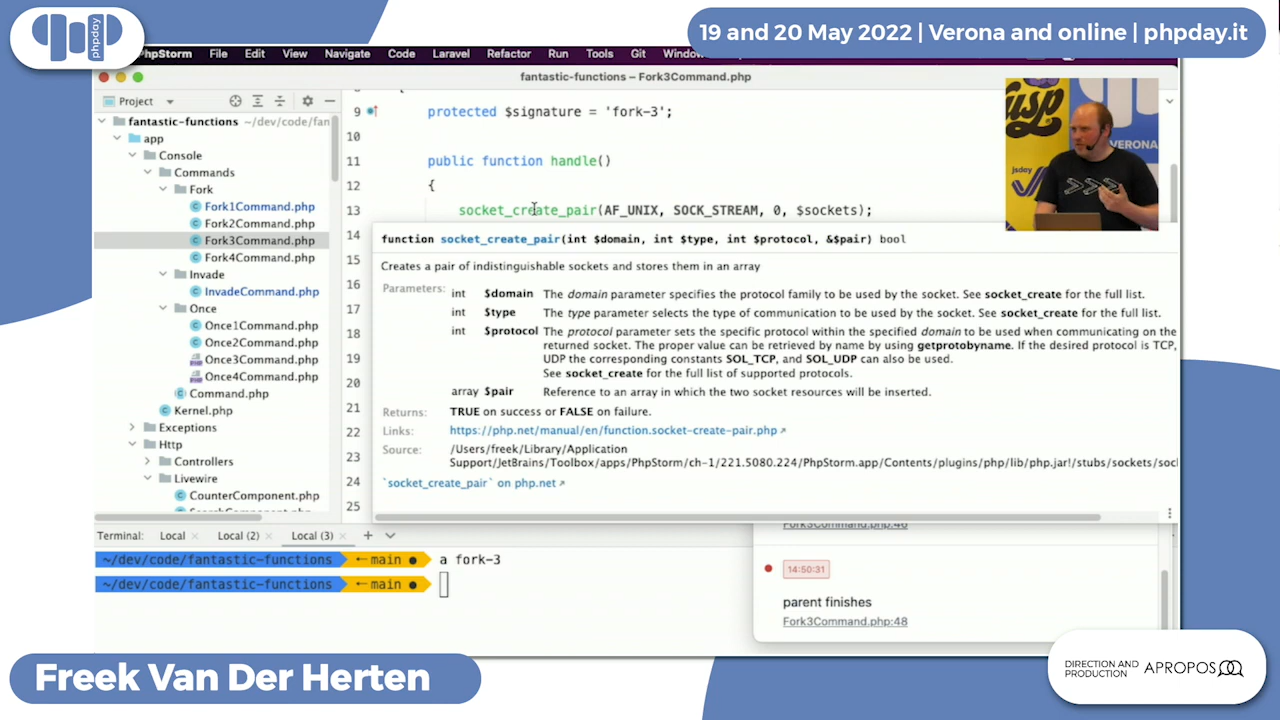 phpday
19 and 20 May 2022 | Verona and online | phpday.it
PhpStorm File Edit View Navigate Code Laravel Refactor Run Tools Git Window
fantastic-functions – Fork3Command.php
Project
fantastic-functions ~/dev/code/fan
app
Console
Commands
Fork
Fork1Command.php
Fork2Command.php
Fork3Command.php
Fork4Command.php
Invade
InvadeCommand.php
Once
Once1Command.php
Once2Command.php
Once3Command.php
Once4Command.php
Command.php
Kernel.php
Exceptions
Http
Controllers
Livewire
CounterComponent.php
SearchComponent.php
9 protected $signature = 'fork-3';
10
11 public function handle()
12 {
13 socket_create_pair(AF_UNIX, SOCK_STREAM, 0, $sockets);
14
15
16
17
18
19
20
21
22
23
24
25
function socket_create_pair(int $domain, int $type, int $protocol, &$pair) bool
Creates a pair of indistinguishable sockets and stores them in an array
Parameters: int $domain The domain parameter specifies the protocol family to be used by the socket. See socket_create for the full list.
int $type The type parameter selects the type of communication to be used by the socket. See socket_create for the full list.
int $protocol The protocol parameter sets the specific protocol within the specified domain to be used when communicating on the
returned socket. The proper value can be retrieved by name by using getprotobyname. If the desired protocol is TCP,
UDP the corresponding constants SOL_TCP, and SOL_UDP can also be used.
See socket_create for the full list of supported protocols.
array $pair Reference to an array in which the two socket resources will be inserted.
Returns: TRUE on success or FALSE on failure.
Links: https://php.net/manual/en/function.socket-create-pair.php
Source: /Users/freek/Library/Application
Support/JetBrains/Toolbox/apps/PhpStorm/ch-1/221.5080.224/PhpStorm.app/Contents/plugins/php/lib/php.jar!/stubs/sockets/soc
`socket_create_pair` on php.net
usp
VERONA
jsday
>>>
Terminal: Local Local (2) Local (3)
~/dev/code/fantastic-functions main a fork-3
~/dev/code/fantastic-functions main
Fork3Command.php:46
14:50:31
parent finishes
Fork3Command.php:48
Freek Van Der Herten
DIRECTION AND
PRODUCTION
APROPOS